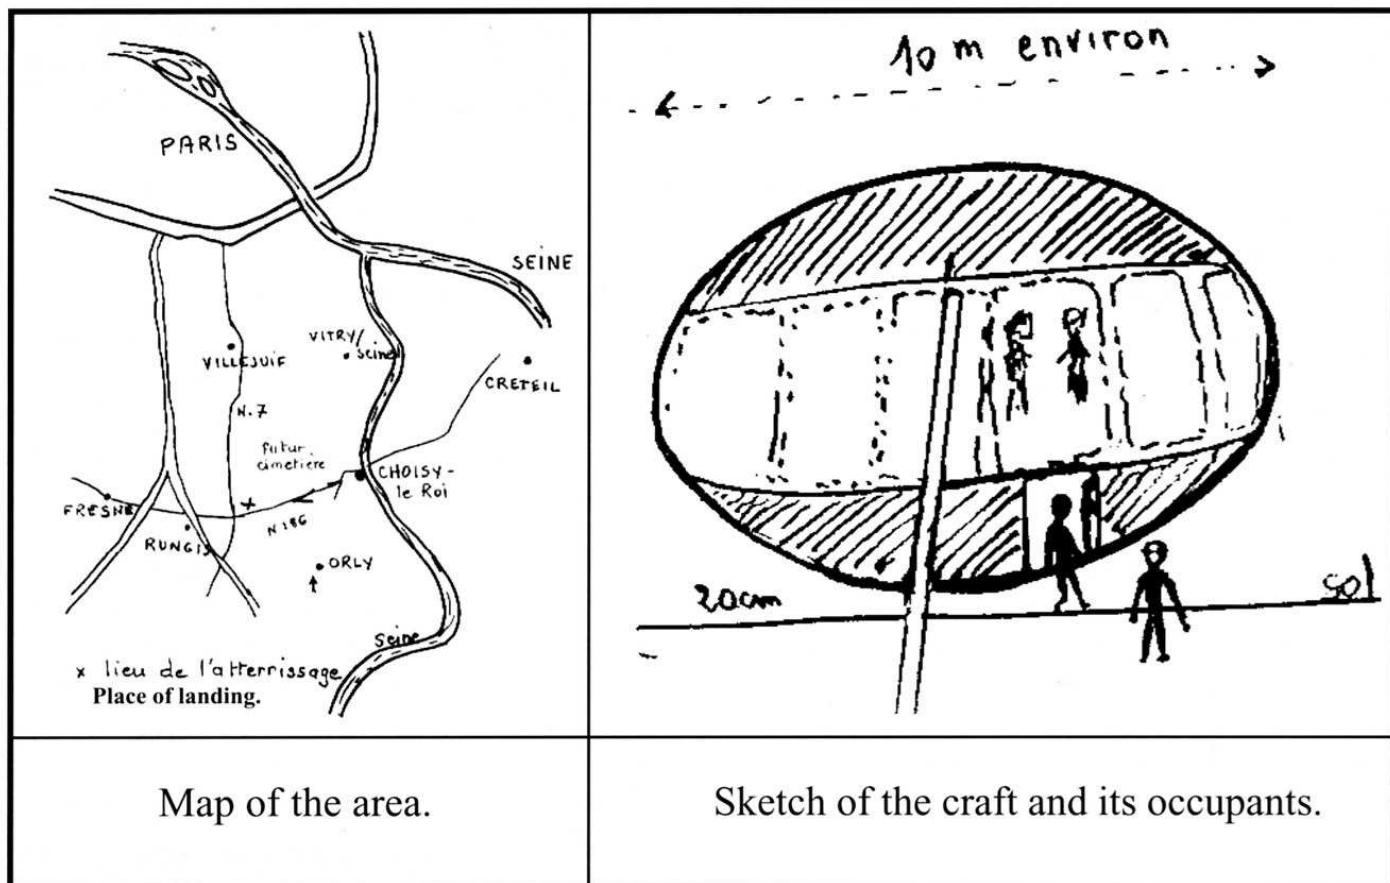 PARIS
SEINE
VITRY/
Seine
VILLEJUIF
CRETEIL
N.7
futur
cimetière
CHOISY-
le Roi
FRESNE
N 186
RUNGIS
ORLY
Seine
x lieu de l'atterrissage
Place of landing.
Map of the area.
10 m environ
20cm
sol
Sketch of the craft and its occupants.